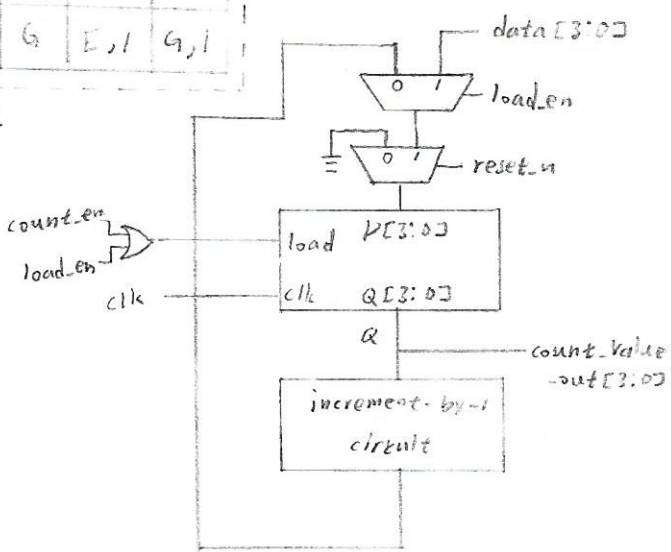 G E,1 G,1
data [3:0]
0 1
load_en
0 1
reset_n
count_en
load_en
load D[3:0]
clk
clk Q[3:0]
Q
count_value
_out[3:0]
increment-by-1
circuit